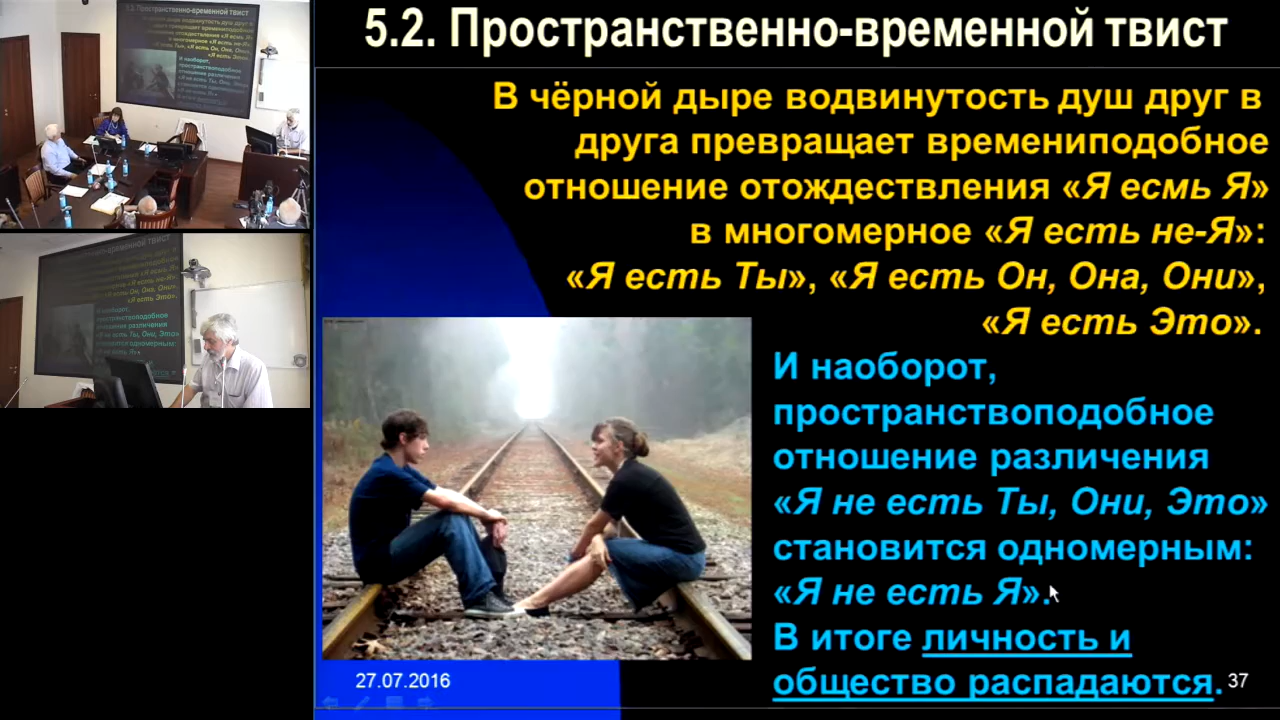 5.2. Пространственно-временной твист
В чёрной дыре водвинутость душ друг в
друга превращает времениподобное
отношение отождествления «Я есмь Я»
в многомерное «Я есть не-Я»:
«Я есть Ты», «Я есть Он, Она, Они»,
«Я есть Это».
И наоборот,
пространствоподобное
отношение различения
«Я не есть Ты, Они, Это»
становится одномерным:
«Я не есть Я».
В итоге личность и
общество распадаются.
27.07.2016
37